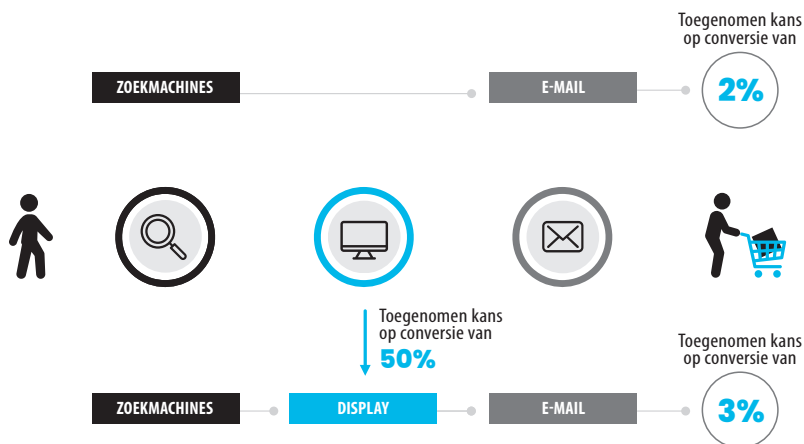 Toegenomen kans
op conversie van
ZOEKMACHINES
E-MAIL
2%
Toegenomen kans
op conversie van
50%
Toegenomen kans
op conversie van
ZOEKMACHINES
DISPLAY
E-MAIL
3%